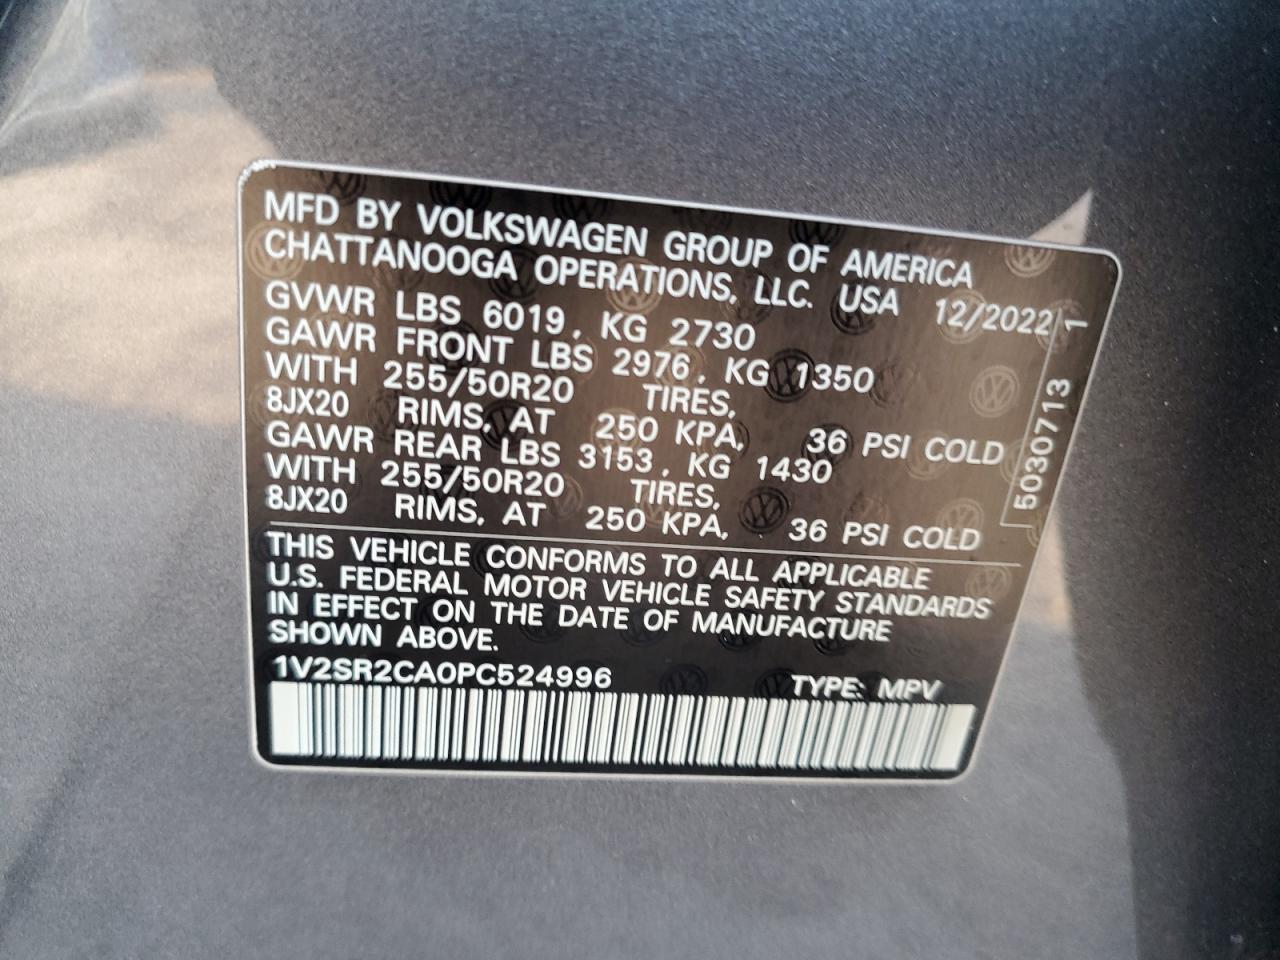 MFD BY VOLKSWAGEN GROUP OF AMERICA
CHATTANOOGA OPERATIONS, LLC. USA 12/2022
GVWR LBS 6019, KG 2730
GAWR FRONT LBS 2976, KG 1350
WITH 255/50R20 TIRES,
8JX20 RIMS, AT 250 KPA, 36 PSI COLD
GAWR REAR LBS 3153, KG 1430
WITH 255/50R20 TIRES,
8JX20 RIMS, AT 250 KPA, 36 PSI COLD
5030713 1
THIS VEHICLE CONFORMS TO ALL APPLICABLE
U.S. FEDERAL MOTOR VEHICLE SAFETY STANDARDS
IN EFFECT ON THE DATE OF MANUFACTURE
SHOWN ABOVE.
1V2SR2CA0PC524996 TYPE: MPV